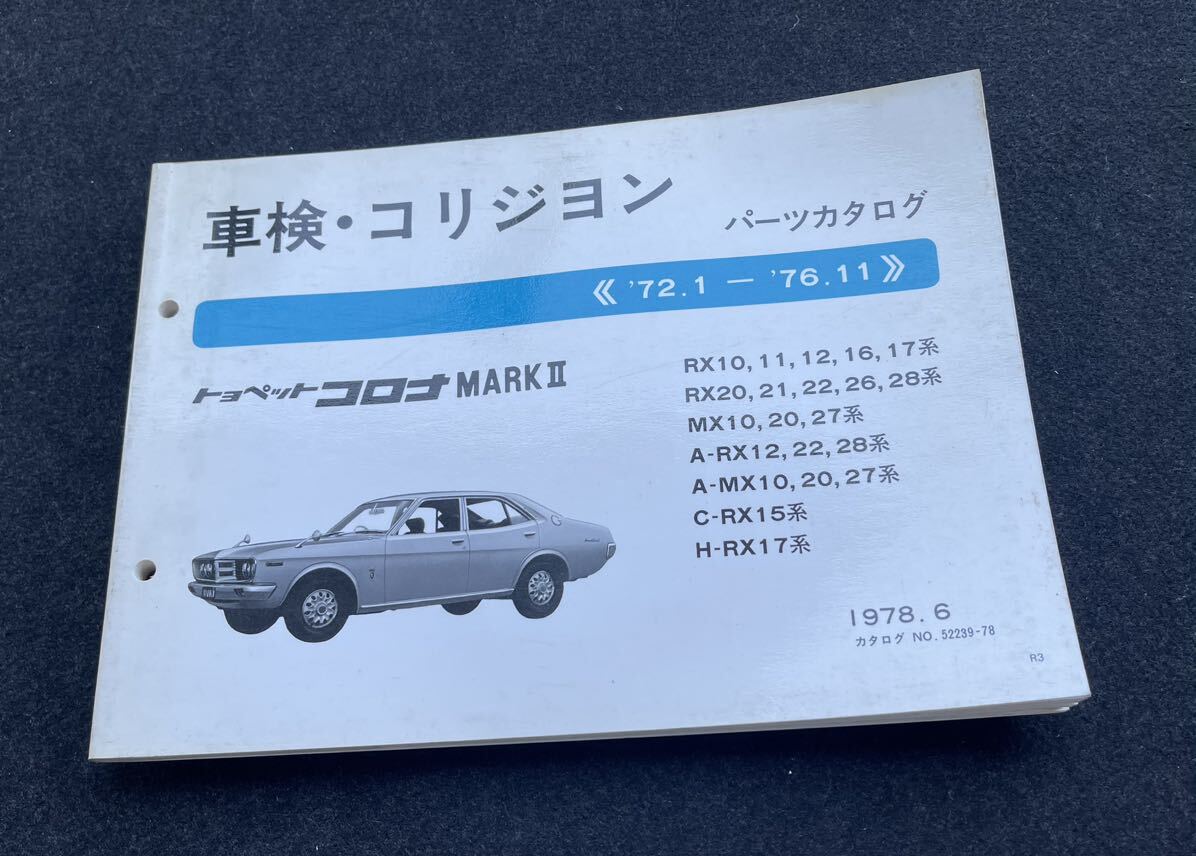 車検・コリジヨン
パーツカタログ
《 '72.1 — '76.11 》
トヨペット コロナ MARK II
RX10, 11, 12, 16, 17系
RX20, 21, 22, 26, 28系
MX10, 20, 27系
A-RX12, 22, 28系
A-MX10, 20, 27系
C-RX15系
H-RX17系
1978. 6
カタログ NO. 52239-78
R3